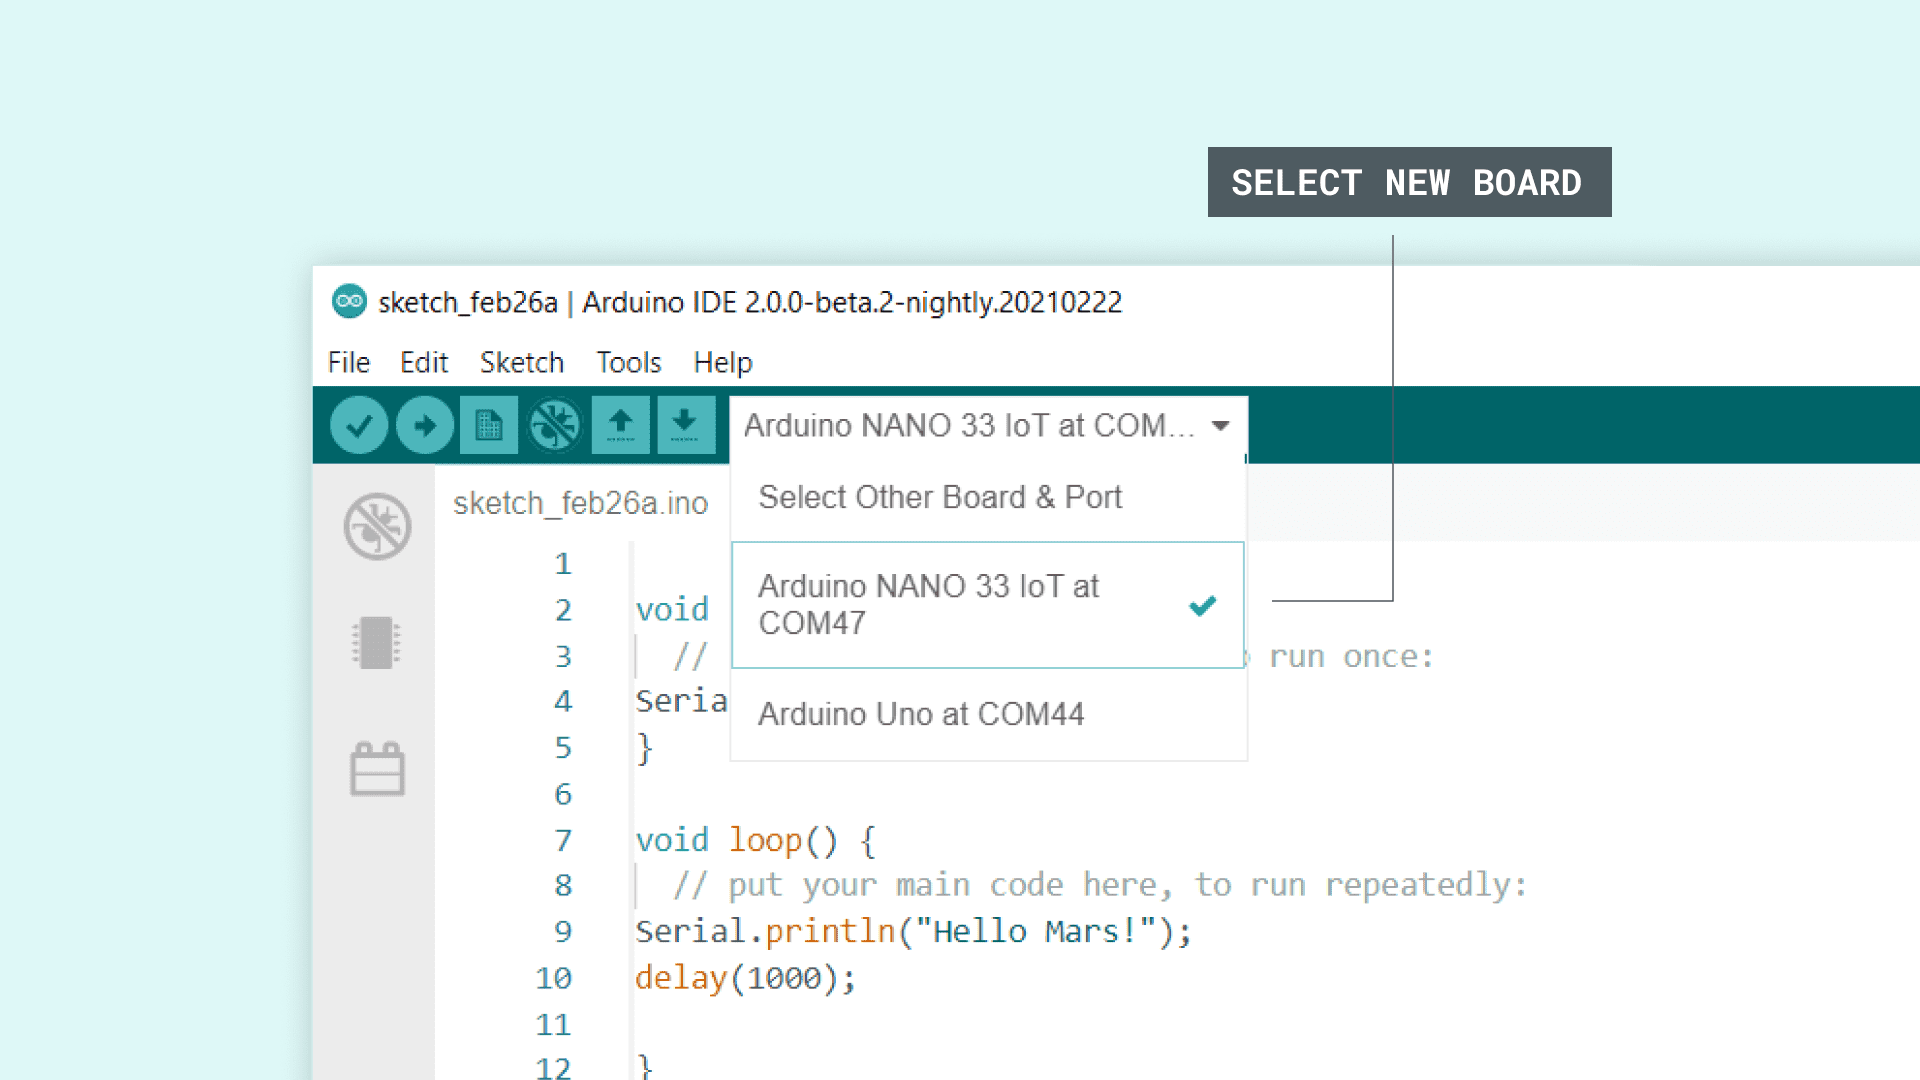 SELECT NEW BOARD
sketch_feb26a | Arduino IDE 2.0.0-beta.2-nightly.20210222
File Edit Sketch Tools Help
Arduino NANO 33 IoT at COM...
sketch_feb26a.ino
Select Other Board & Port
Arduino NANO 33 IoT at
COM47
Arduino Uno at COM44
1
2 void
3 // run once:
4 Seria
5 }
6
7 void loop() {
8 // put your main code here, to run repeatedly:
9 Serial.println("Hello Mars!");
10 delay(1000);
11
12 }